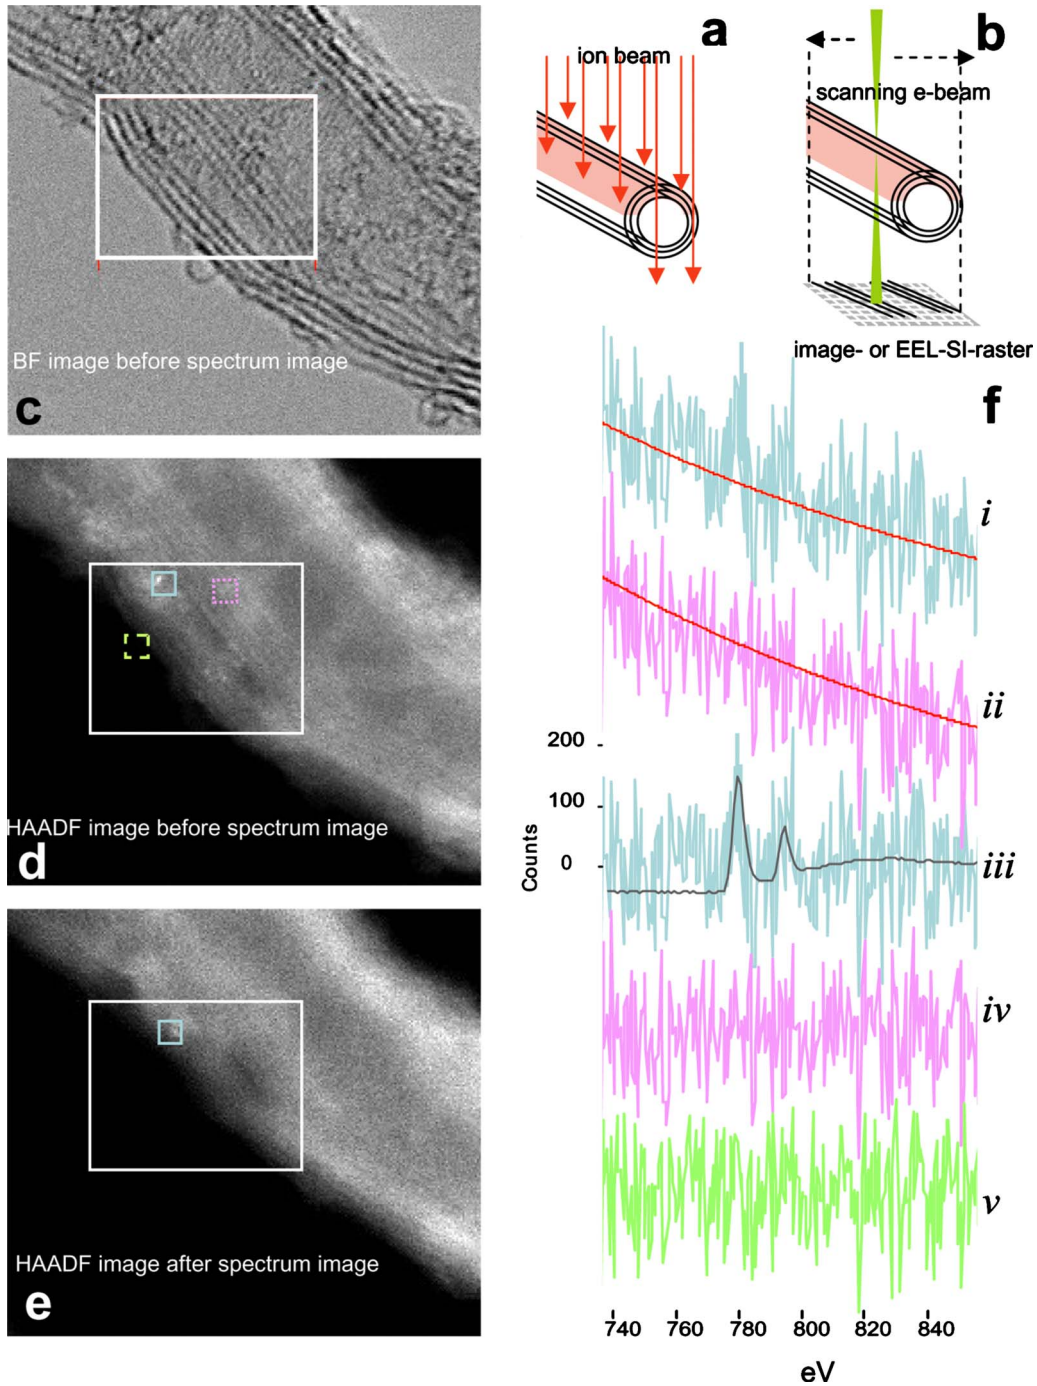 a
ion beam
b
scanning e-beam
image- or EEL-SI-raster
BF image before spectrum image
c
HAADF image before spectrum image
d
HAADF image after spectrum image
e
f
i
ii
200
100
0
Counts
iii
iv
v
740 760 780 800 820 840
eV